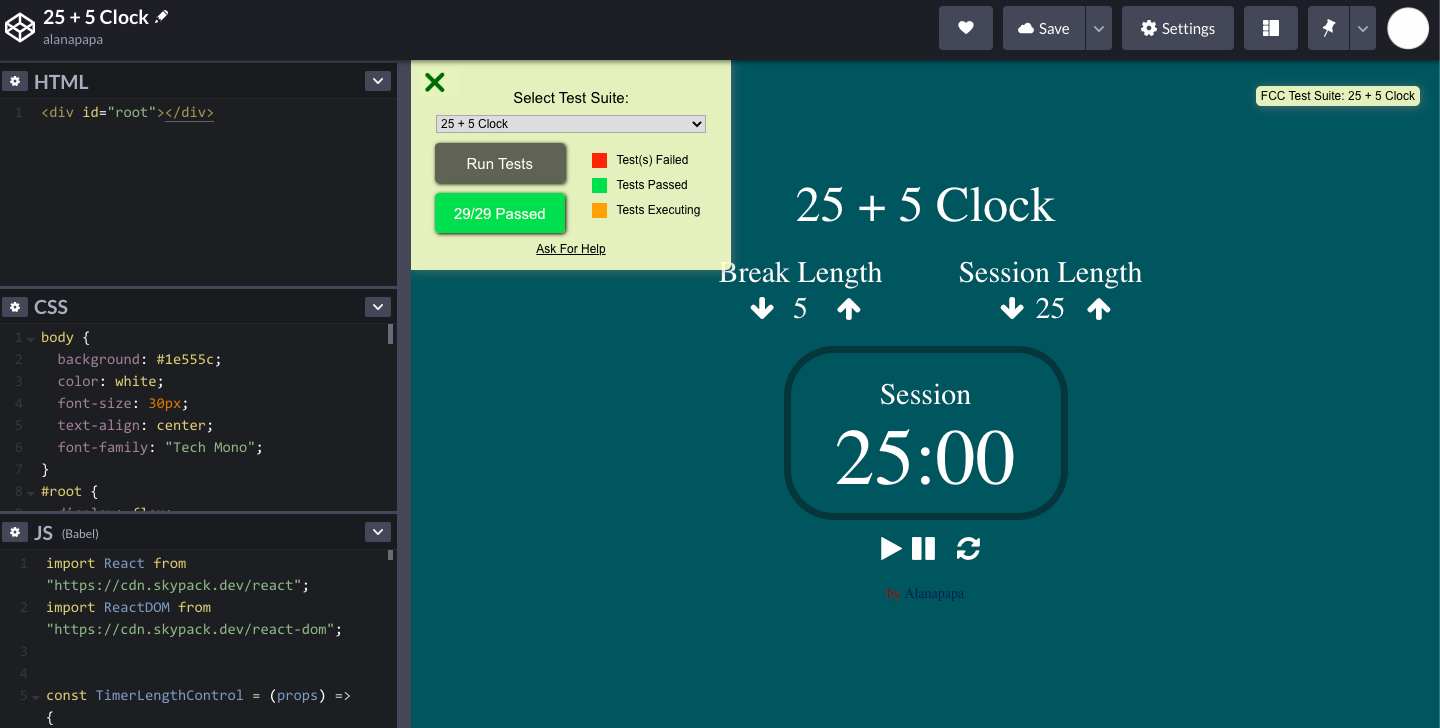 25 + 5 Clock
alanapapa
Save
Settings
HTML
1 <div id="root"></div>
CSS
1 body {
2 background: #1e555c;
3 color: white;
4 font-size: 30px;
5 text-align: center;
6 font-family: "Tech Mono";
7 }
8 #root {
9 display: flex;
JS (Babel)
1 import React from
"https://cdn.skypack.dev/react";
2 import ReactDOM from
"https://cdn.skypack.dev/react-dom";
3
4
5 const TimerLengthControl = (props) =>
{
Select Test Suite:
25 + 5 Clock
Run Tests
29/29 Passed
Test(s) Failed
Tests Passed
Tests Executing
Ask For Help
FCC Test Suite: 25 + 5 Clock
25 + 5 Clock
Break Length
5
Session Length
25
Session
25:00
by Alanapapa